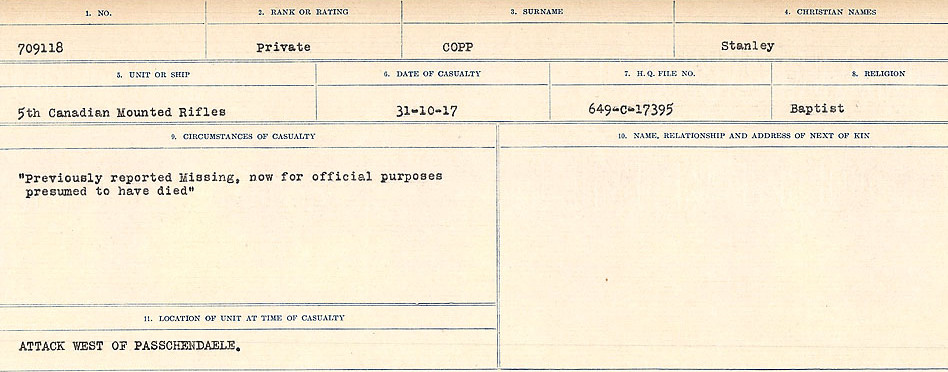 1. NO. 2. RANK OR RATING 3. SURNAME 4. CHRISTIAN NAMES
709118 Private COPP Stanley
5. UNIT OR SHIP 6. DATE OF CASUALTY 7. H.Q. FILE NO. 8. RELIGION
5th Canadian Mounted Rifles 31-10-17 649-C-17395 Baptist
9. CIRCUMSTANCES OF CASUALTY 10. NAME, RELATIONSHIP AND ADDRESS OF NEXT OF KIN
"Previously reported Missing, now for official purposes
presumed to have died"
11. LOCATION OF UNIT AT TIME OF CASUALTY
ATTACK WEST OF PASSCHENDAELE.